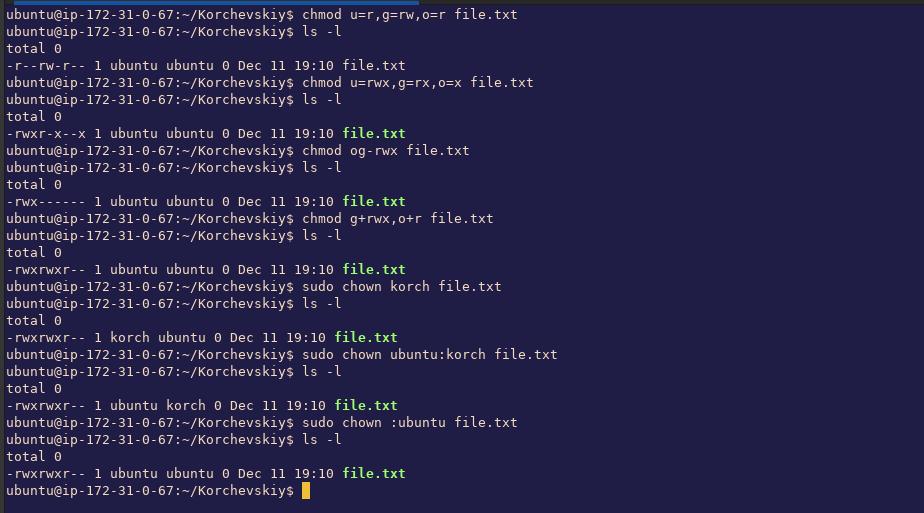 ubuntu@ip-172-31-0-67:~/Korchevskiy$ chmod u=r,g=rw,o=r file.txt
ubuntu@ip-172-31-0-67:~/Korchevskiy$ ls -l
total 0
-r--rw-r-- 1 ubuntu ubuntu 0 Dec 11 19:10 file.txt
ubuntu@ip-172-31-0-67:~/Korchevskiy$ chmod u=rwx,g=rx,o=x file.txt
ubuntu@ip-172-31-0-67:~/Korchevskiy$ ls -l
total 0
-rwxr-x--x 1 ubuntu ubuntu 0 Dec 11 19:10 file.txt
ubuntu@ip-172-31-0-67:~/Korchevskiy$ chmod og-rwx file.txt
ubuntu@ip-172-31-0-67:~/Korchevskiy$ ls -l
total 0
-rwx------ 1 ubuntu ubuntu 0 Dec 11 19:10 file.txt
ubuntu@ip-172-31-0-67:~/Korchevskiy$ chmod g+rwx,o+r file.txt
ubuntu@ip-172-31-0-67:~/Korchevskiy$ ls -l
total 0
-rwxrwxr-- 1 ubuntu ubuntu 0 Dec 11 19:10 file.txt
ubuntu@ip-172-31-0-67:~/Korchevskiy$ sudo chown korch file.txt
ubuntu@ip-172-31-0-67:~/Korchevskiy$ ls -l
total 0
-rwxrwxr-- 1 korch ubuntu 0 Dec 11 19:10 file.txt
ubuntu@ip-172-31-0-67:~/Korchevskiy$ sudo chown ubuntu:korch file.txt
ubuntu@ip-172-31-0-67:~/Korchevskiy$ ls -l
total 0
-rwxrwxr-- 1 ubuntu korch 0 Dec 11 19:10 file.txt
ubuntu@ip-172-31-0-67:~/Korchevskiy$ sudo chown :ubuntu file.txt
ubuntu@ip-172-31-0-67:~/Korchevskiy$ ls -l
total 0
-rwxrwxr-- 1 ubuntu ubuntu 0 Dec 11 19:10 file.txt
ubuntu@ip-172-31-0-67:~/Korchevskiy$